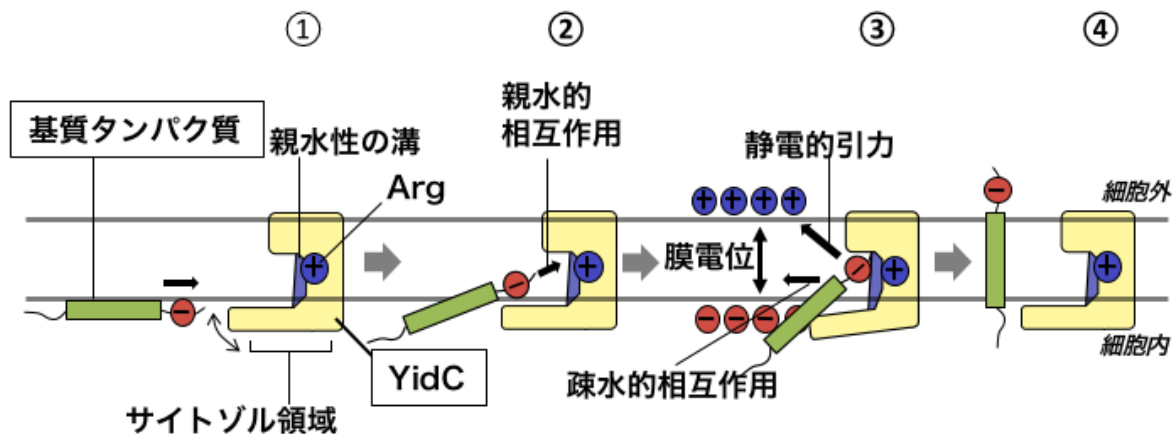 ①
②
③
④
基質タンパク質
親水性の溝
Arg
親水的
相互作用
静電的引力
細胞外
膜電位
細胞内
YidC
サイトゾル領域
疎水的相互作用
+
−
+
−
+
+
+
+
−
−
−
−
−
+
−
+